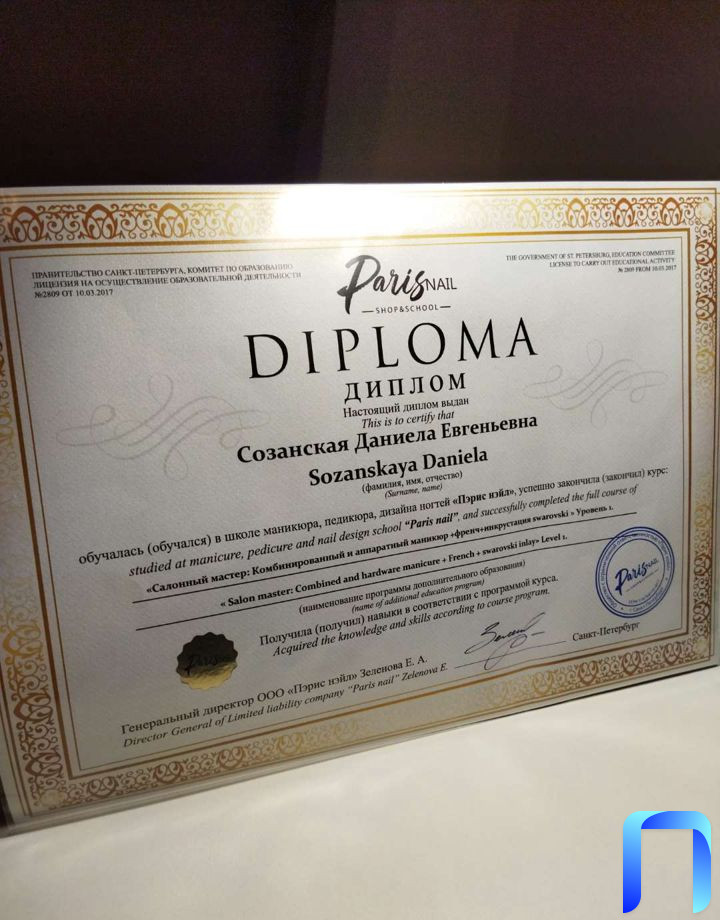 ПРАВИТЕЛЬСТВО САНКТ-ПЕТЕРБУРГА, КОМИТЕТ ПО ОБРАЗОВАНИЮ
ЛИЦЕНЗИЯ НА ОСУЩЕСТВЛЕНИЕ ОБРАЗОВАТЕЛЬНОЙ ДЕЯТЕЛЬНОСТИ
№2809 ОТ 10.03.2017
THE GOVERNMENT OF ST. PETERSBURG, EDUCATION COMMITTEE
LICENSE TO CARRY OUT EDUCATIONAL ACTIVITY
№ 2809 FROM 10.03.2017
Paris NAIL
SHOP&SCHOOL
DIPLOMA
ДИПЛОМ
Настоящий диплом выдан
This is to certify that
Созанская Даниела Евгеньевна
Sozanskaya Daniela
(фамилия, имя, отчество)
(Surname, name)
обучалась (обучался) в школе маникюра, педикюра, дизайна ногтей «Пэрис нэйл», успешно закончила (закончил) курс:
studied at manicure, pedicure and nail design school "Paris nail", and successfully completed the full course of
«Салонный мастер: Комбинированный и аппаратный маникюр +френч+инкрустация swarovski » Уровень 1.
« Salon master: Combined and hardware manicure + French + swarovski inlay» Level 1.
(наименование программы дополнительного образования)
(name of additional education program)
Получила (получил) навыки в соответствии с программой курса.
Acquired the knowledge and skills according to course program.
Paris NAIL
Paris
Санкт-Петербург
Генеральный директор ООО «Пэрис нэйл» Зеленова Е. А.
Director General of Limited liability company "Paris nail" Zelenova E.